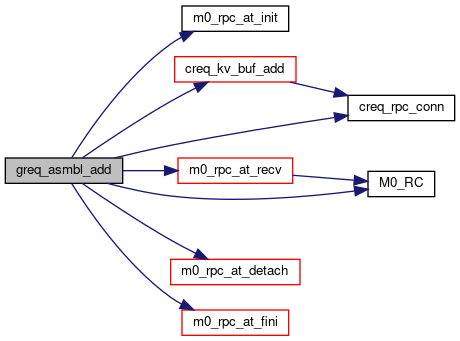 m0_rpc_at_init
creq_kv_buf_add
creq_rpc_conn
greq_asmbl_add
m0_rpc_at_recv
M0_RC
m0_rpc_at_detach
m0_rpc_at_fini